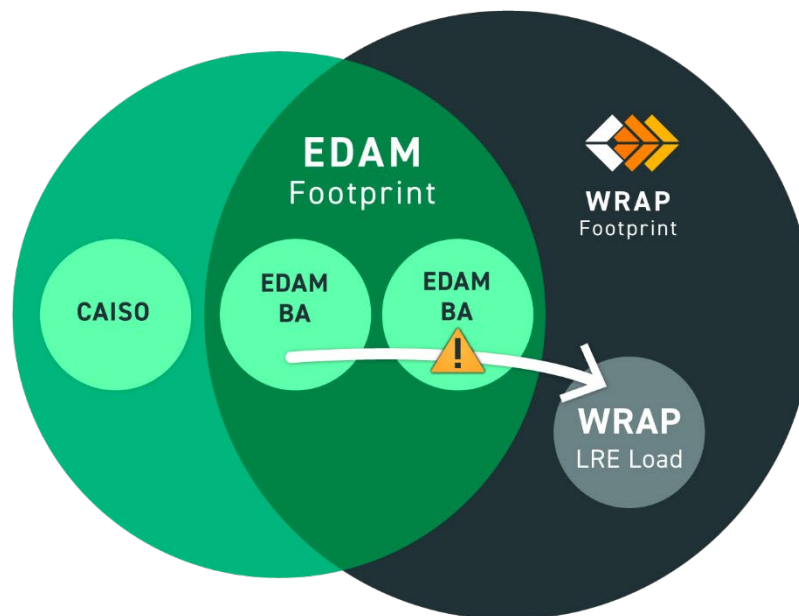 EDAM
Footprint
WRAP
Footprint
CAISO
EDAM
BA
EDAM
BA
!
WRAP
LRE Load